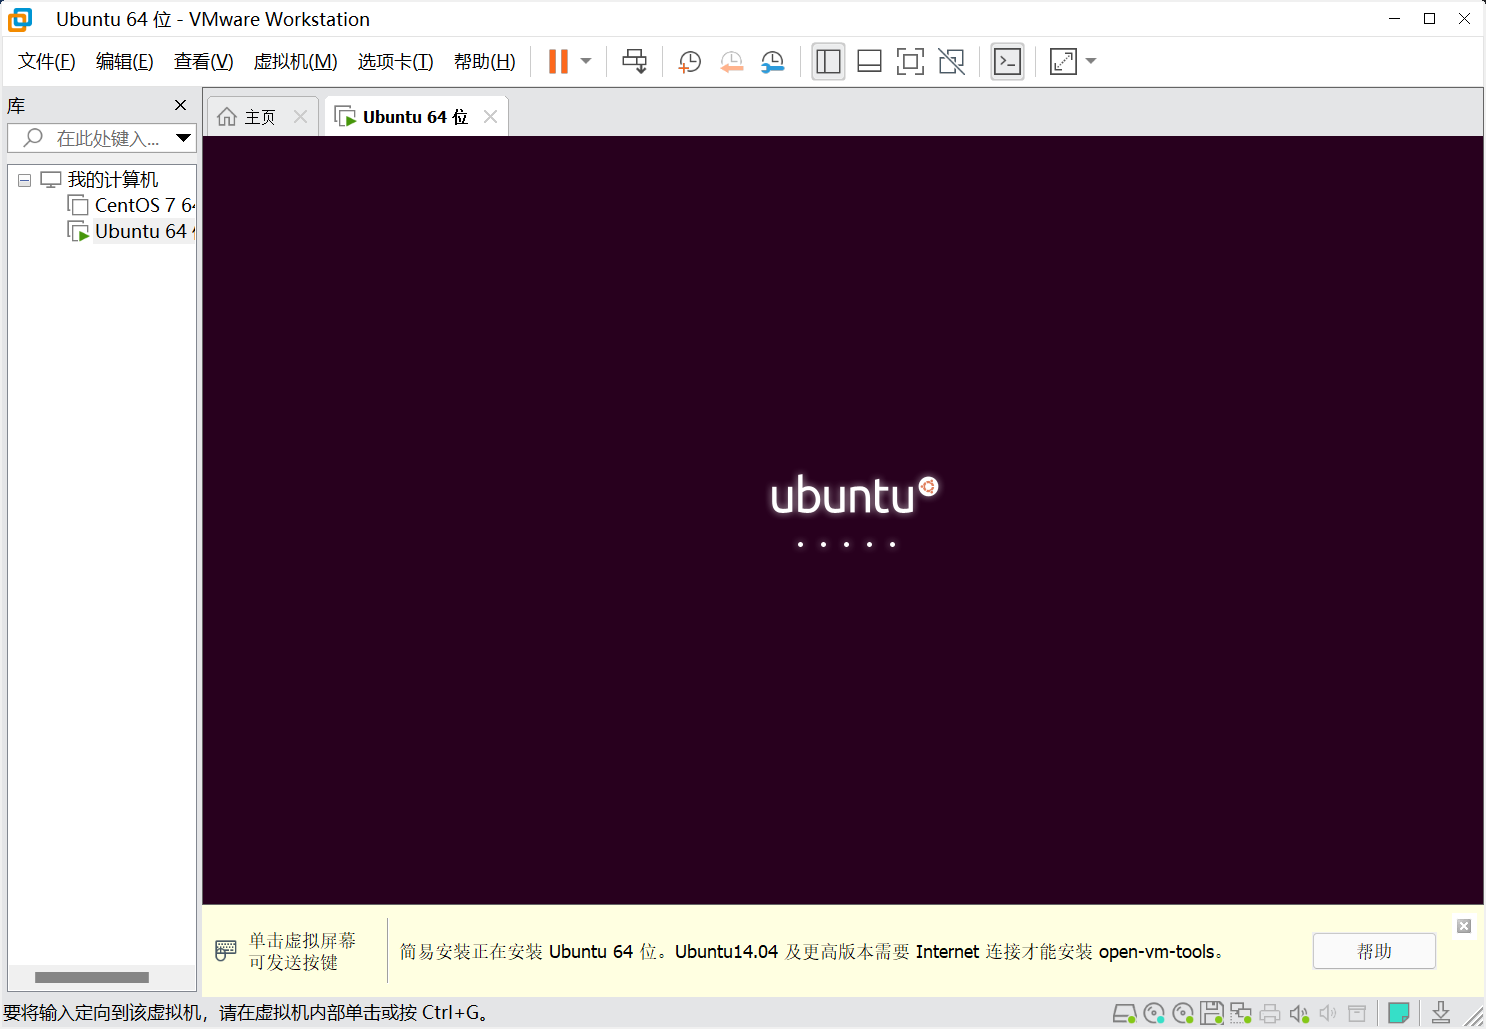 Ubuntu 64 位 - VMware Workstation
文件(F) 编辑(E) 查看(V) 虚拟机(M) 选项卡(T) 帮助(H)
库
在此处键入...
主页
Ubuntu 64 位
我的计算机
CentOS 7 64
Ubuntu 64
ubuntu
单击虚拟屏幕
可发送按键
简易安装正在安装 Ubuntu 64 位。Ubuntu14.04 及更高版本需要 Internet 连接才能安装 open-vm-tools。
帮助
要将输入定向到该虚拟机，请在虚拟机内部单击或按 Ctrl+G。